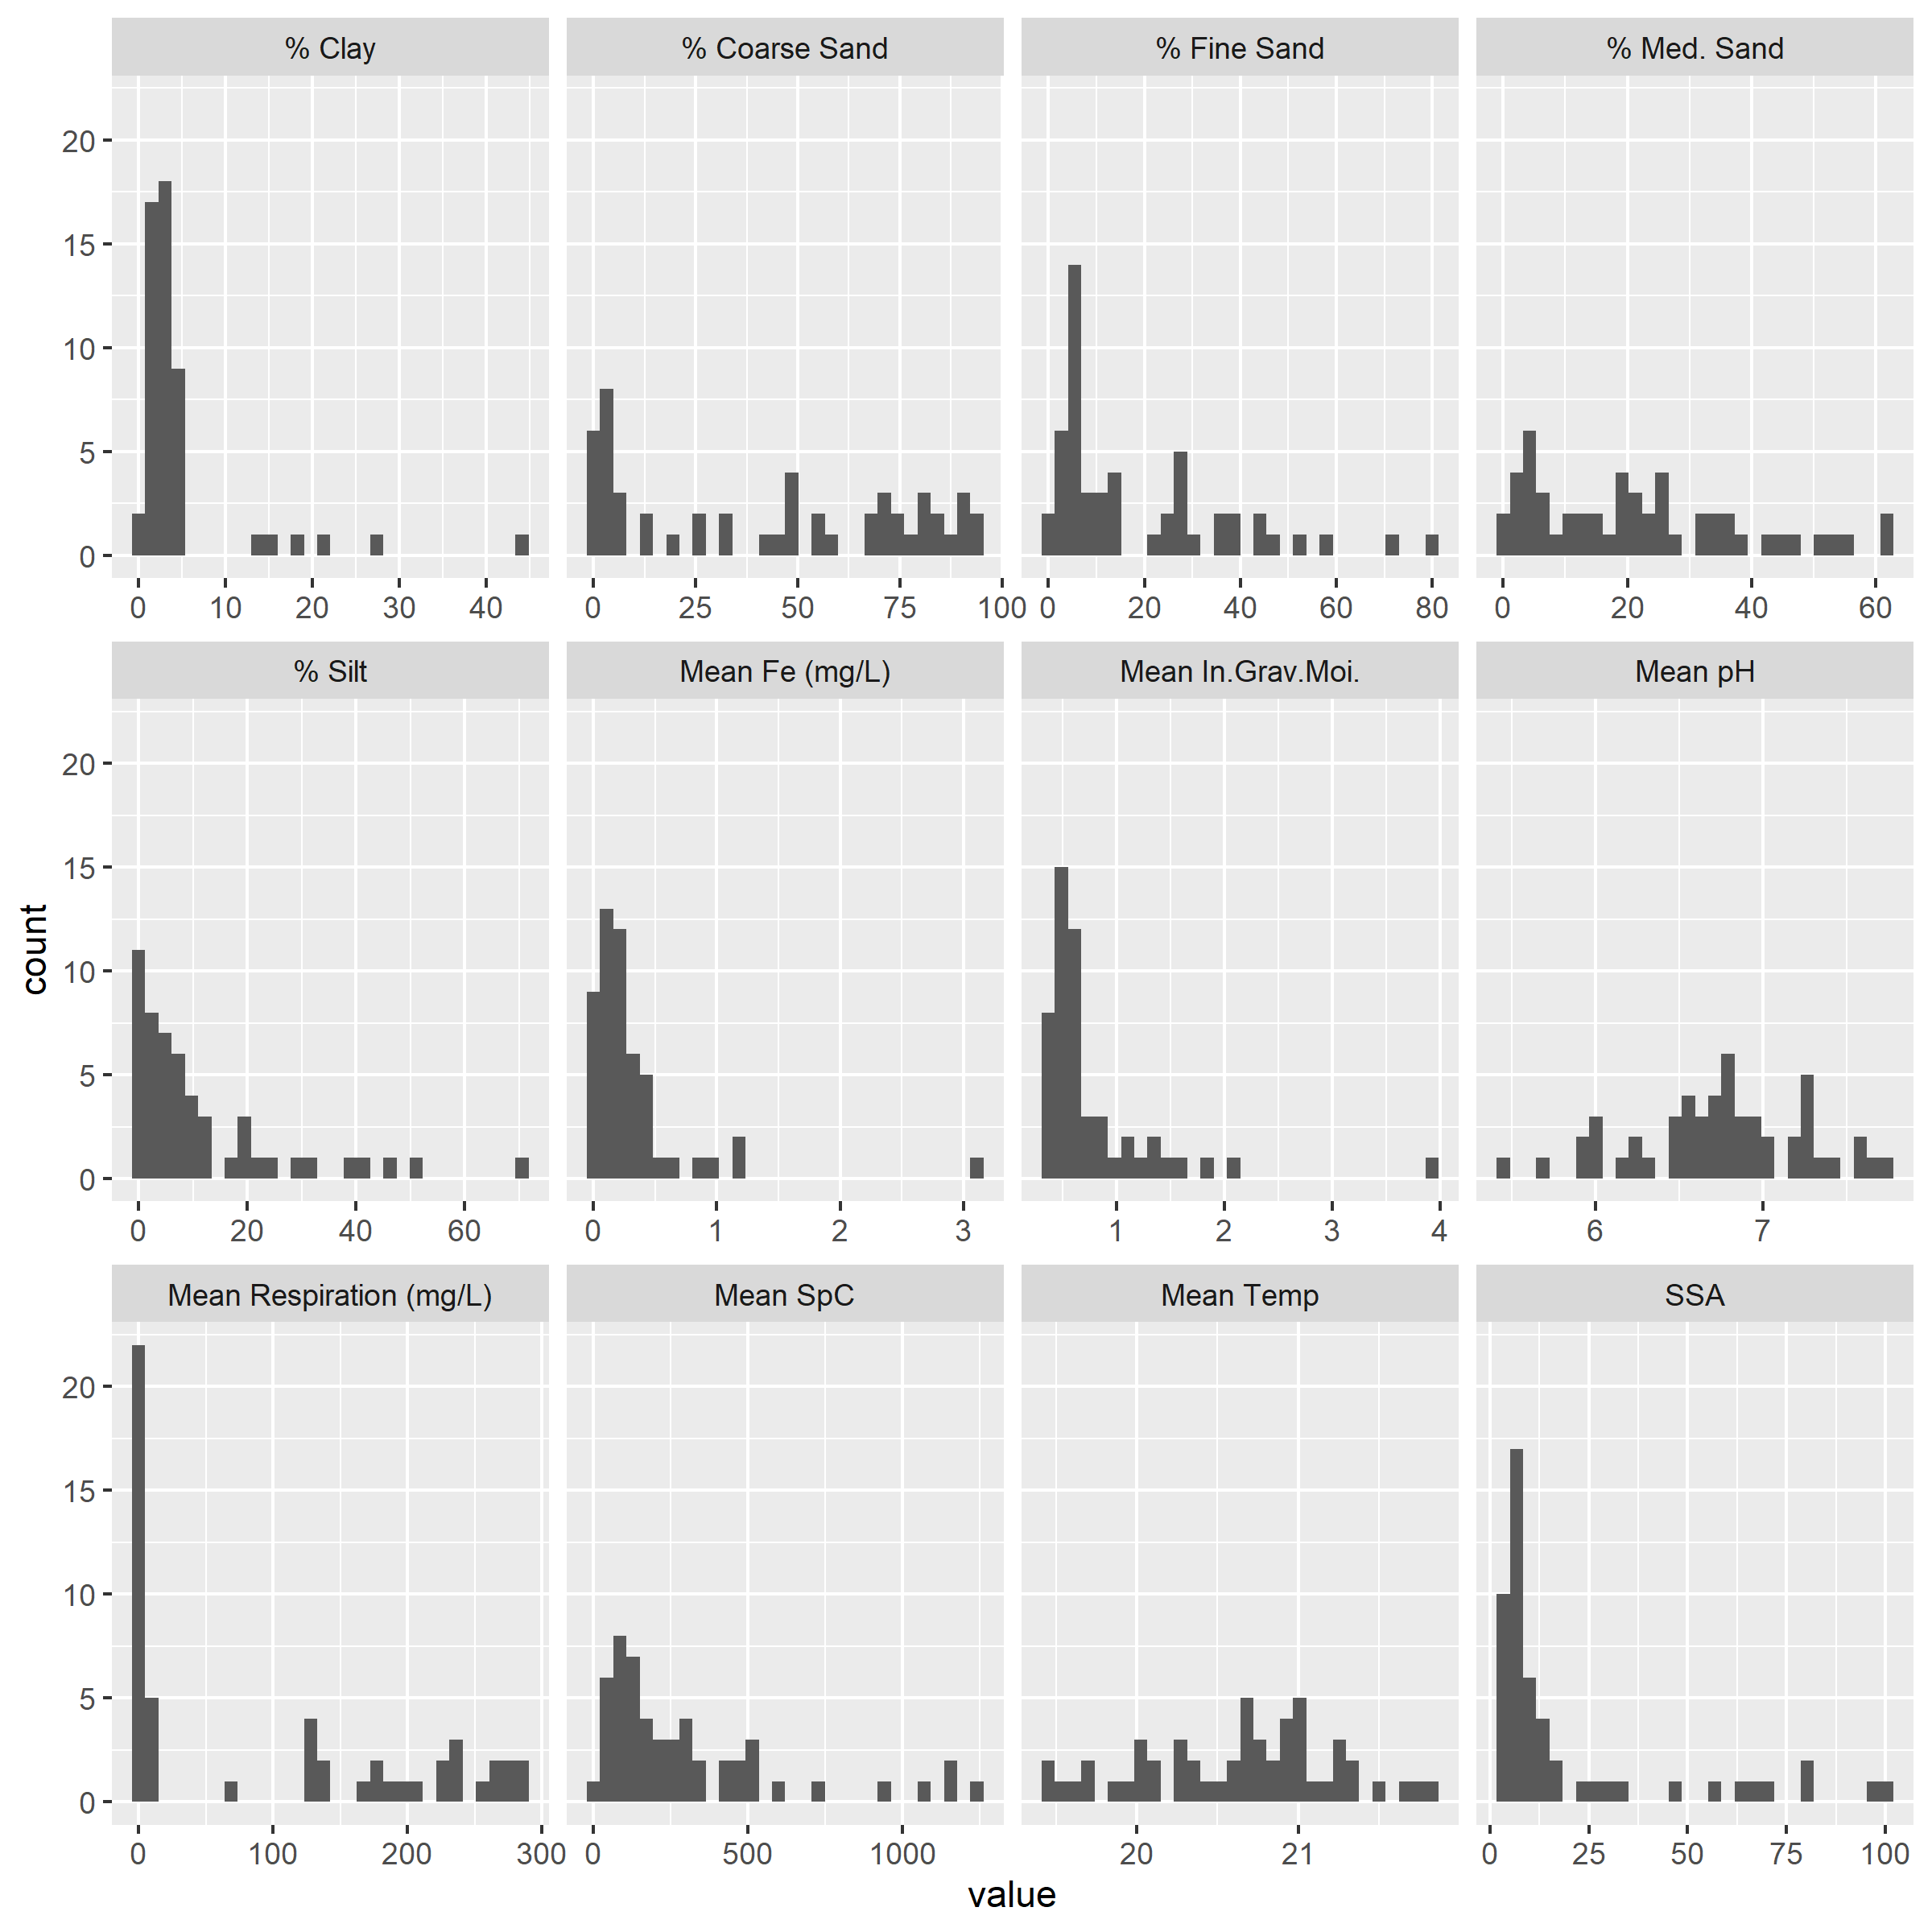 % Clay % Coarse Sand % Fine Sand % Med. Sand
20
15
10
5
0
0 10 20 30 40 0 25 50 75 100 0 20 40 60 80 0 20 40 60
% Silt Mean Fe (mg/L) Mean In.Grav.Moi. Mean pH
20
15
10
5
0
count
0 20 40 60 0 1 2 3 1 2 3 4 6 7
Mean Respiration (mg/L) Mean SpC Mean Temp SSA
20
15
10
5
0
0 100 200 300 0 500 1000 20 21 0 25 50 75 100
value